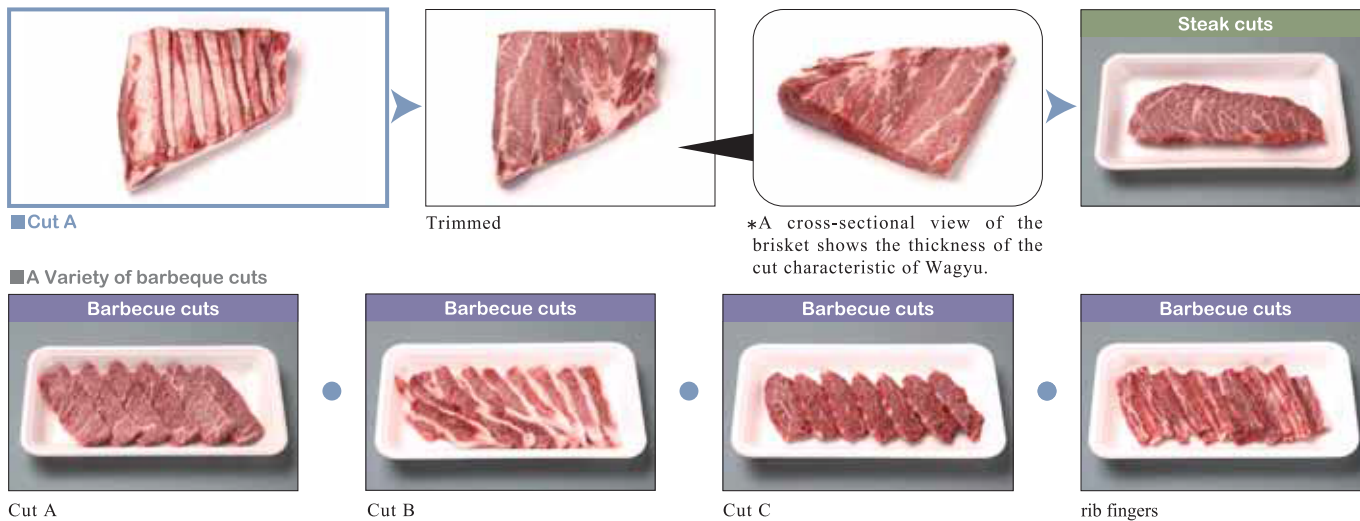 Steak cuts
■Cut A
Trimmed
*A cross-sectional view of the
brisket shows the thickness of the
cut characteristic of Wagyu.
■A Variety of barbeque cuts
Barbecue cuts
Barbecue cuts
Barbecue cuts
Barbecue cuts
Cut A
Cut B
Cut C
rib fingers